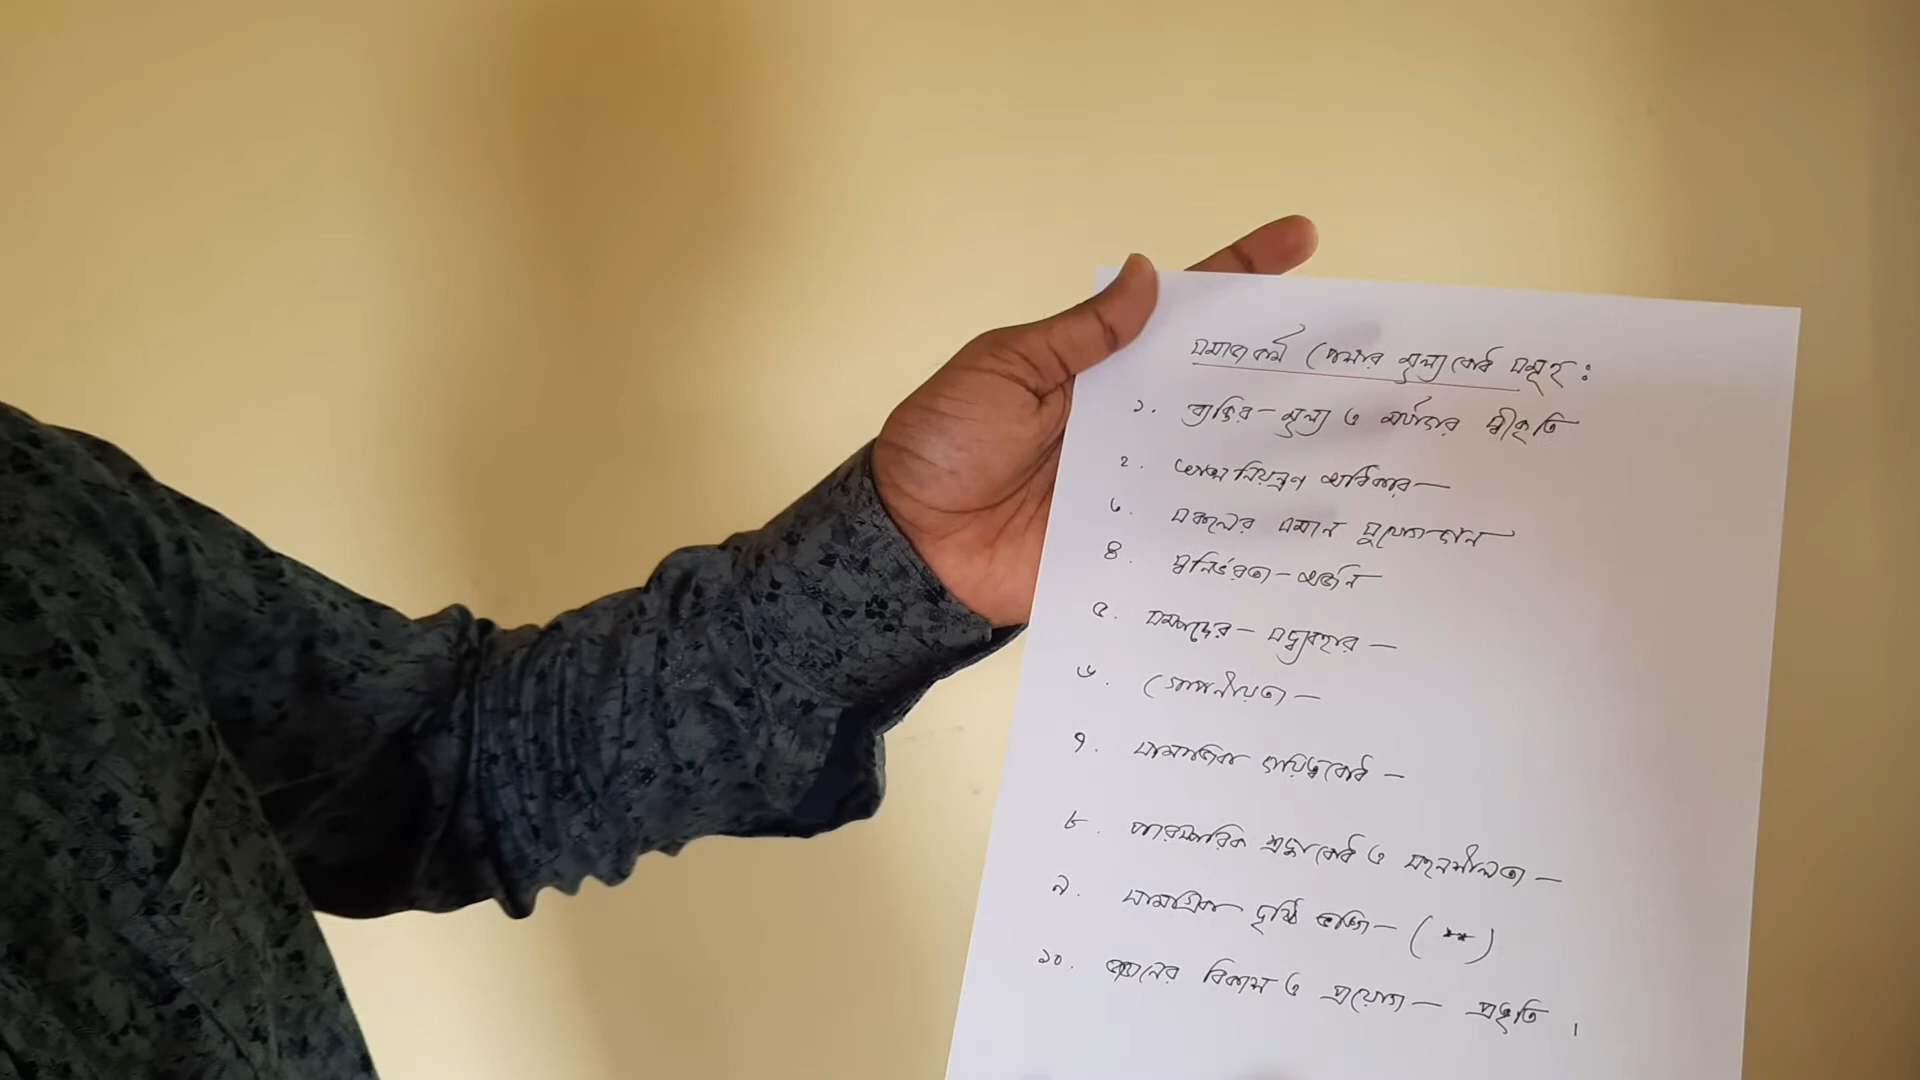 সমাজকর্ম পেশার মূল্যবোধ সমূহ :
১. ব্যক্তির - মূল্য ও মর্যাদার স্বীকৃতি
২. আত্মনিয়ন্ত্রণ অধিকার —
৩. সকলের সমান সুযোগ দান
৪. স্বনির্ভরতা - অর্জন
৫. সম্পদের - সদ্ব্যবহার —
৬. গোপনীয়তা —
৭. সামাজিক দায়িত্ববোধ —
৮. পারস্পরিক শ্রদ্ধাবোধ ও সহনশীলতা —
৯. সামগ্রিক দৃষ্টি ভঙ্গি — ( ** )
১০. জ্ঞানের বিকাশ ও প্রয়োগ — প্রভৃতি ।